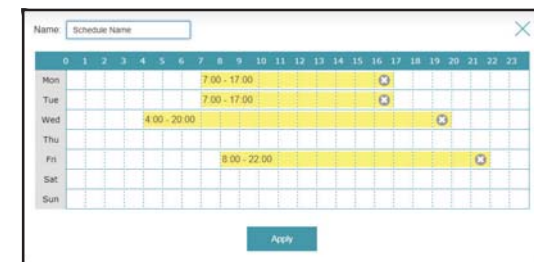 Name: Schedule Name
0 1 2 3 4 5 6 7 8 9 10 11 12 13 14 15 16 17 18 19 20 21 22 23
Mon 7:00 - 17:00
Tue 7:00 - 17:00
Wed 4:00 - 20:00
Thu
Fri 8:00 - 22:00
Sat
Sun
Apply